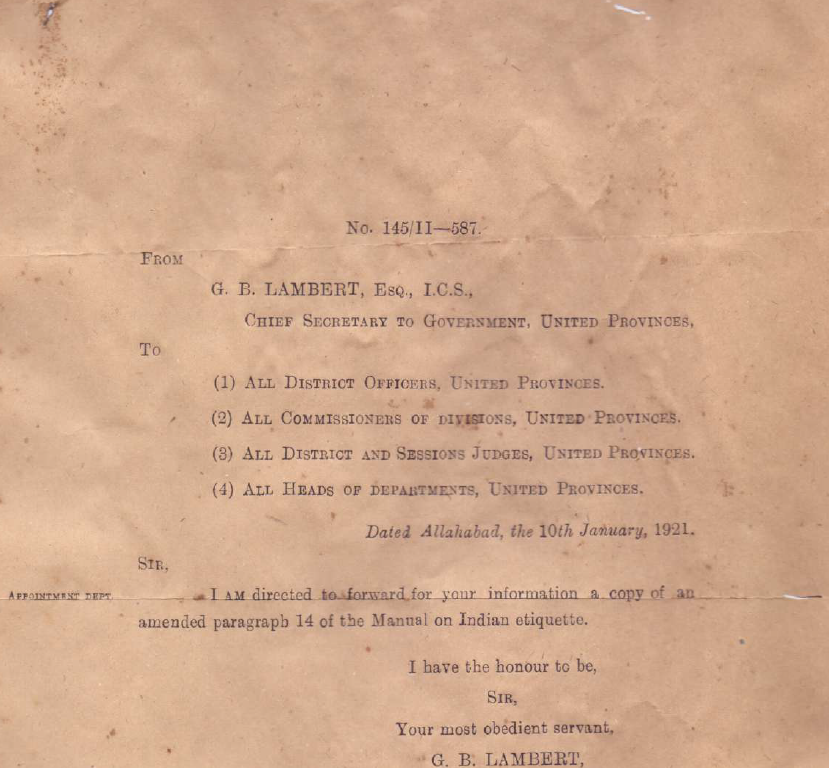 No. 145/II—587.
FROM
G. B. LAMBERT, ESQ., I.C.S.,
CHIEF SECRETARY TO GOVERNMENT, UNITED PROVINCES,
TO
(1) ALL DISTRICT OFFICERS, UNITED PROVINCES.
(2) ALL COMMISSIONERS OF DIVISIONS, UNITED PROVINCES.
(3) ALL DISTRICT AND SESSIONS JUDGES, UNITED PROVINCES.
(4) ALL HEADS OF DEPARTMENTS, UNITED PROVINCES.
Dated Allahabad, the 10th January, 1921.
SIR,
APPOINTMENT DEPT.
I AM directed to forward for your information a copy of an
amended paragraph 14 of the Manual on Indian etiquette.
I have the honour to be,
SIR,
Your most obedient servant,
G. B. LAMBERT,